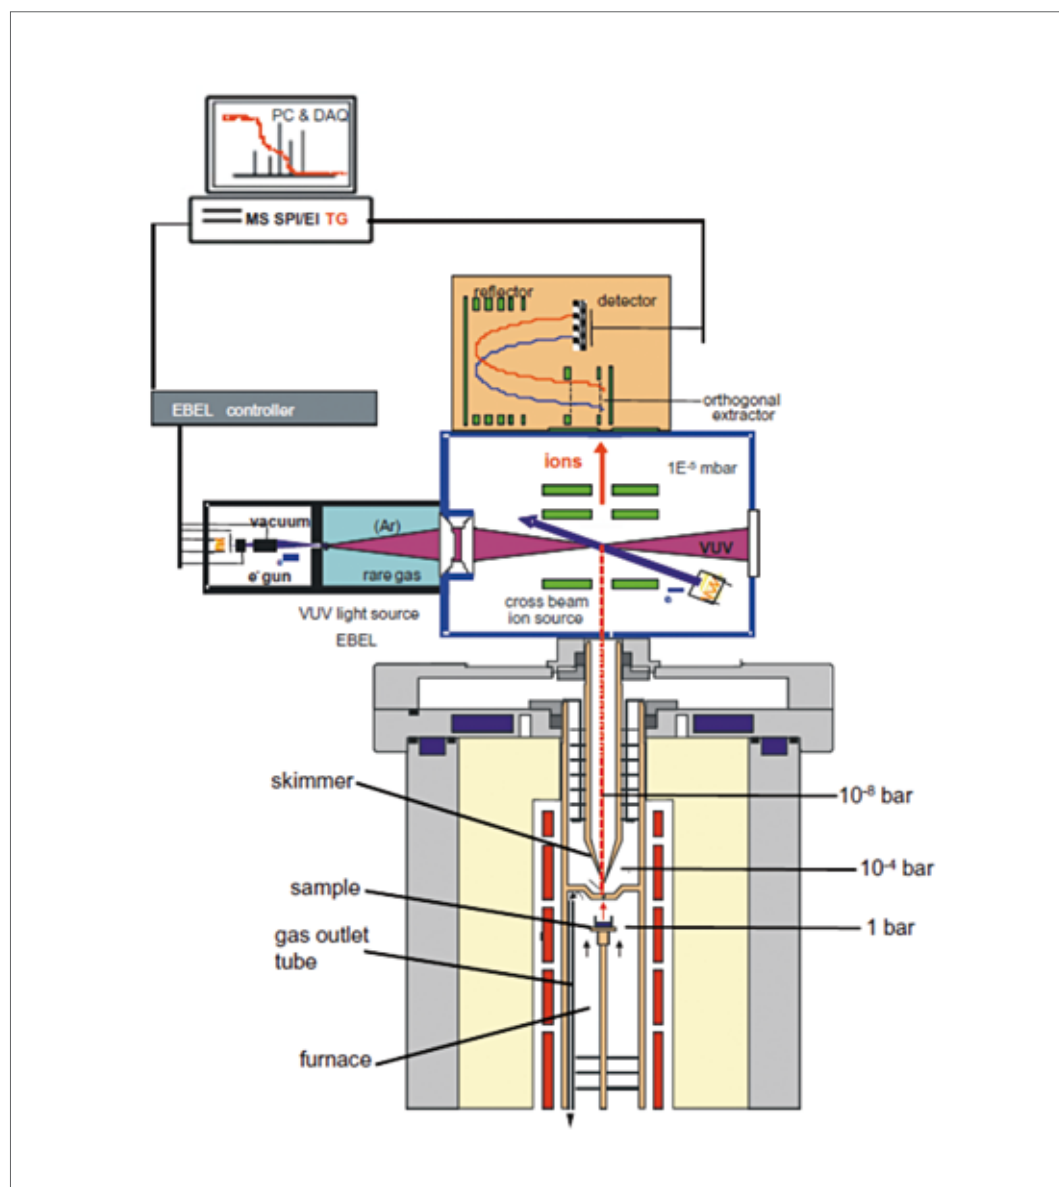 PC & DAQ
MS SPI/EI TG
reflector
detector
orthogonal
extractor
EBEL controller
ions
1E⁻⁵ mbar
vacuum
(Ar)
VUV
e⁻gun
rare gas
e⁻
cross beam
ion source
VUV light source
EBEL
skimmer
10⁻⁸ bar
10⁻⁴ bar
sample
1 bar
gas outlet
tube
furnace